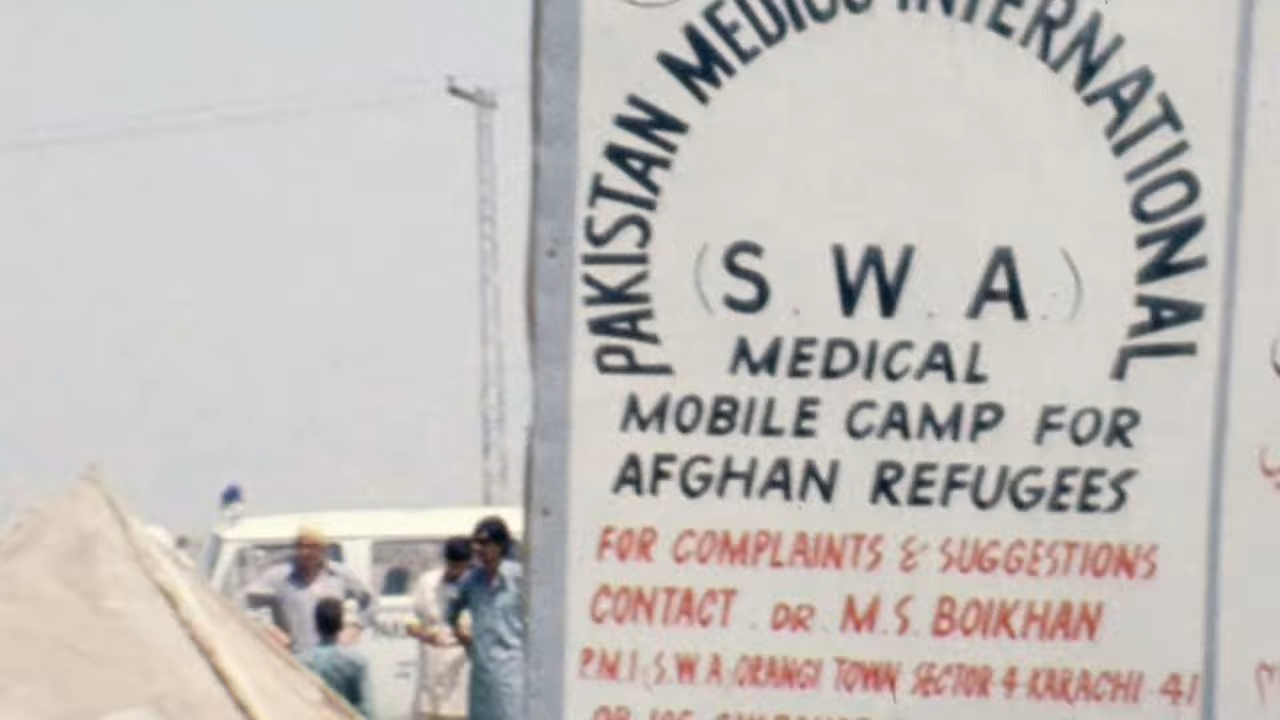 PAKISTAN MEDICO INTERNATIONAL
(S.W.A.)
MEDICAL
MOBILE CAMP FOR
AFGHAN REFUGEES
FOR COMPLAINTS & SUGGESTIONS
CONTACT. DR. M.S. BOIKHAN
P.M.I (S.W.A) ORANGI TOWN SECTOR 4 KARACHI-41